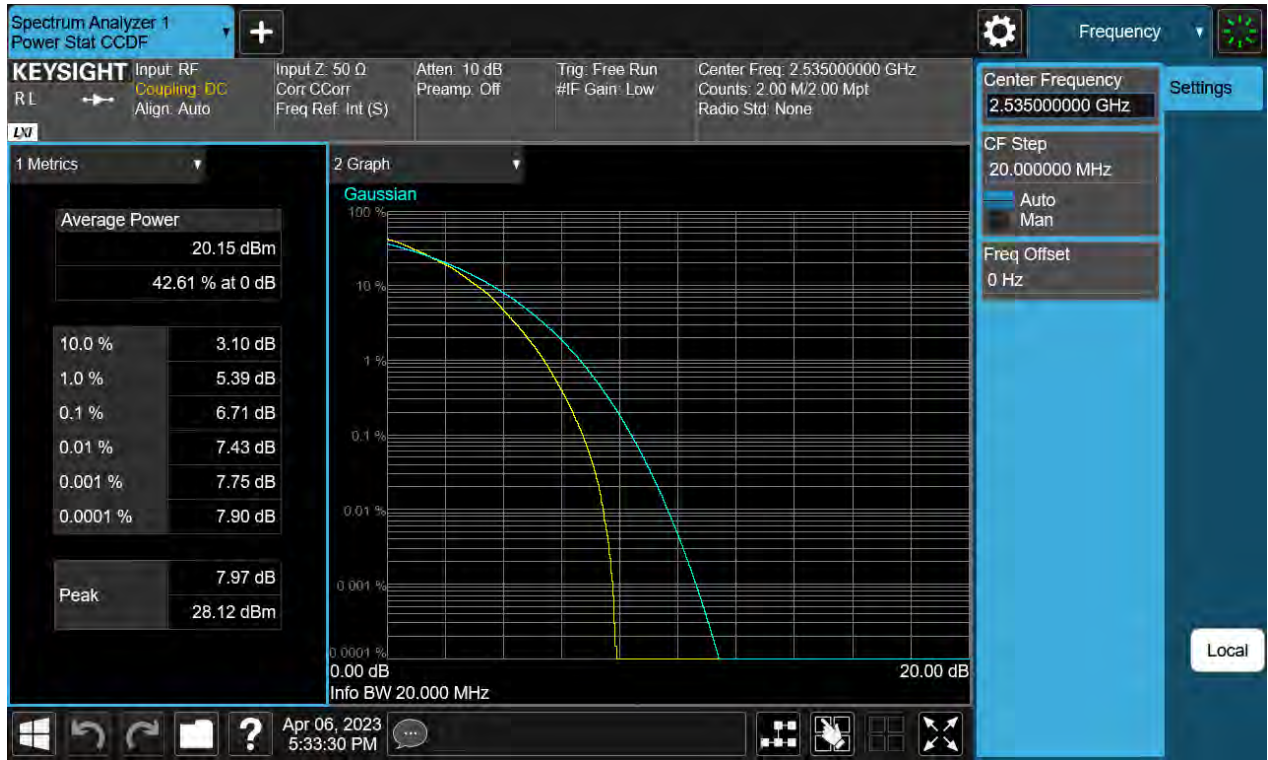 Spectrum Analyzer 1
Power Stat CCDF
Frequency
KEYSIGHT
RL
LXI
Input: RF
Coupling: DC
Align: Auto
Input Z: 50 Ω
Corr CCorr
Freq Ref: Int (S)
Atten: 10 dB
Preamp: Off
Trig: Free Run
#IF Gain: Low
Center Freq: 2.535000000 GHz
Counts: 2.00 M/2.00 Mpt
Radio Std: None
Center Frequency
2.535000000 GHz
Settings
CF Step
20.000000 MHz
Auto
Man
Freq Offset
0 Hz
Local
1 Metrics
Average Power
20.15 dBm
42.61 % at 0 dB
10.0 % 3.10 dB
1.0 % 5.39 dB
0.1 % 6.71 dB
0.01 % 7.43 dB
0.001 % 7.75 dB
0.0001 % 7.90 dB
Peak
7.97 dB
28.12 dBm
2 Graph
Gaussian
100 %
10 %
1 %
0.1 %
0.01 %
0.001 %
0.0001 %
0.00 dB
20.00 dB
Info BW 20.000 MHz
?
Apr 06, 2023
5:33:30 PM